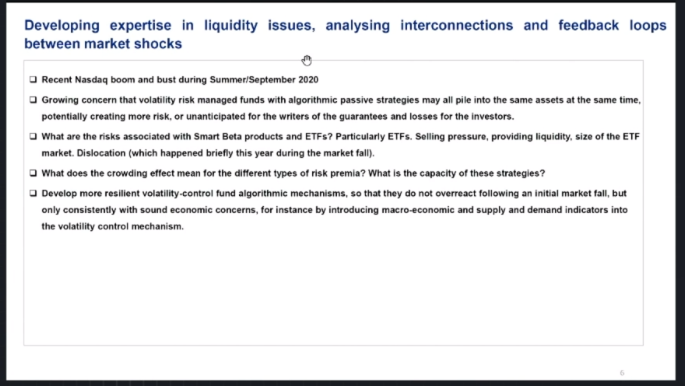 Developing expertise in liquidity issues, analysing interconnections and feedback loops
between market shocks
❑ Recent Nasdaq boom and bust during Summer/September 2020
❑ Growing concern that volatility risk managed funds with algorithmic passive strategies may all pile into the same assets at the same time,
potentially creating more risk, or unanticipated for the writers of the guarantees and losses for the investors.
❑ What are the risks associated with Smart Beta products and ETFs? Particularly ETFs. Selling pressure, providing liquidity, size of the ETF
market. Dislocation (which happened briefly this year during the market fall).
❑ What does the crowding effect mean for the different types of risk premia? What is the capacity of these strategies?
❑ Develop more resilient volatility-control fund algorithmic mechanisms, so that they do not overreact following an initial market fall, but
only consistently with sound economic concerns, for instance by introducing macro-economic and supply and demand indicators into
the volatility control mechanism.
6